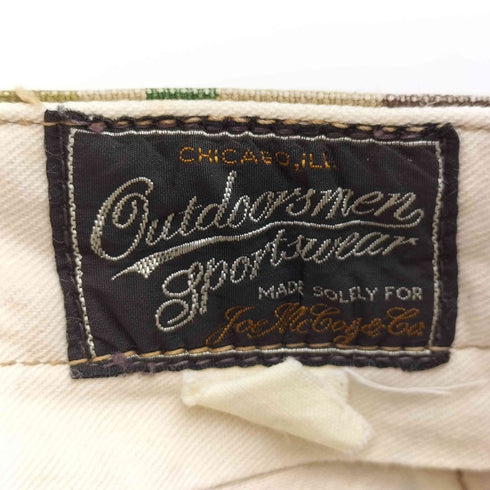 CHICAGO, ILL
Outdoorsmen
Sportswear
MADE SOLELY FOR
Joe McCoy & Co